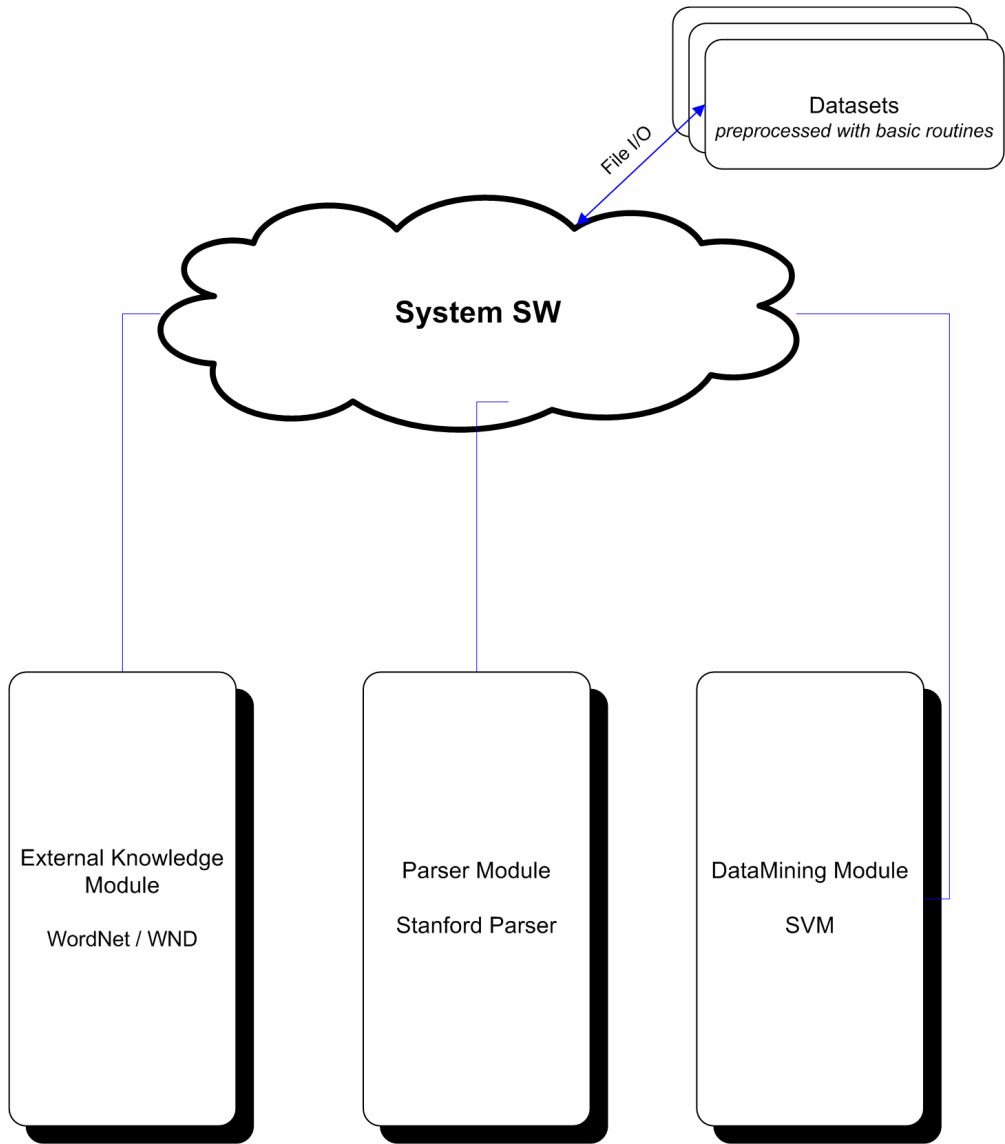 Datasets
preprocessed with basic routines
File I/O
System SW
External Knowledge
Module
WordNet / WND
Parser Module
Stanford Parser
DataMining Module
SVM